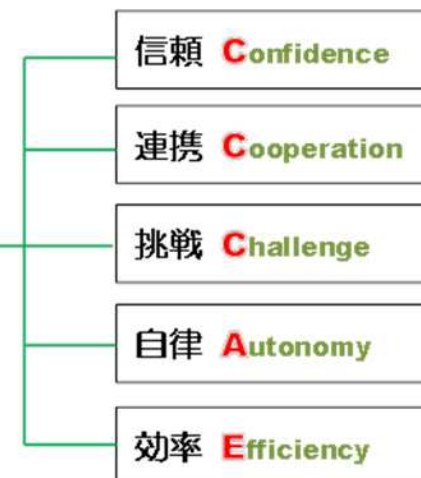 信頼 Confidence
連携 Cooperation
挑戦 Challenge
自律 Autonomy
効率 Efficiency